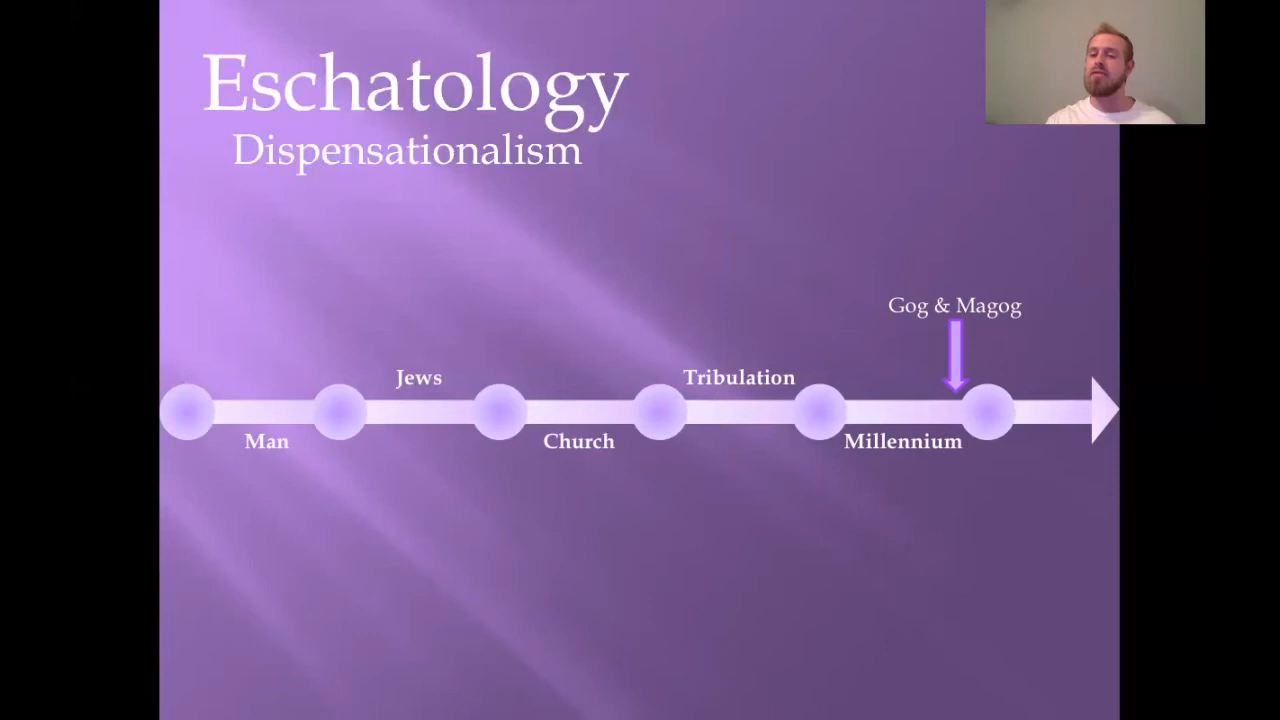 Eschatology
Dispensationalism
Gog & Magog
Jews
Tribulation
Man
Church
Millennium